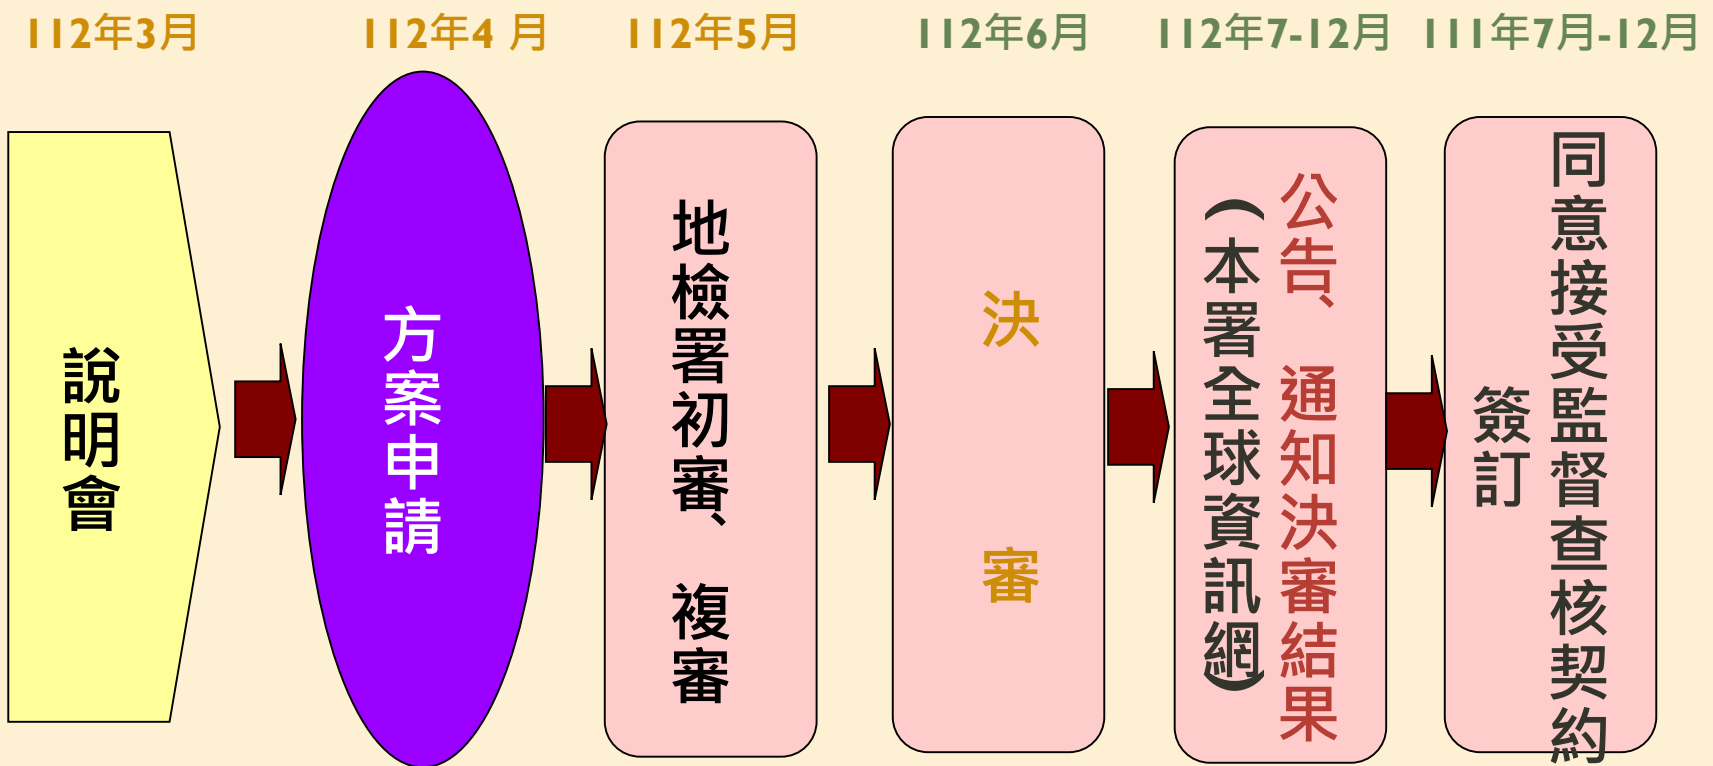 112年3月
112年4 月
112年5月
112年6月
112年7-12月
111年7月-12月
說明會
方案申請
地檢署初審、複審
決審
公告、通知決審結果
(本署全球資訊網)
同意接受監督查核契約
簽訂